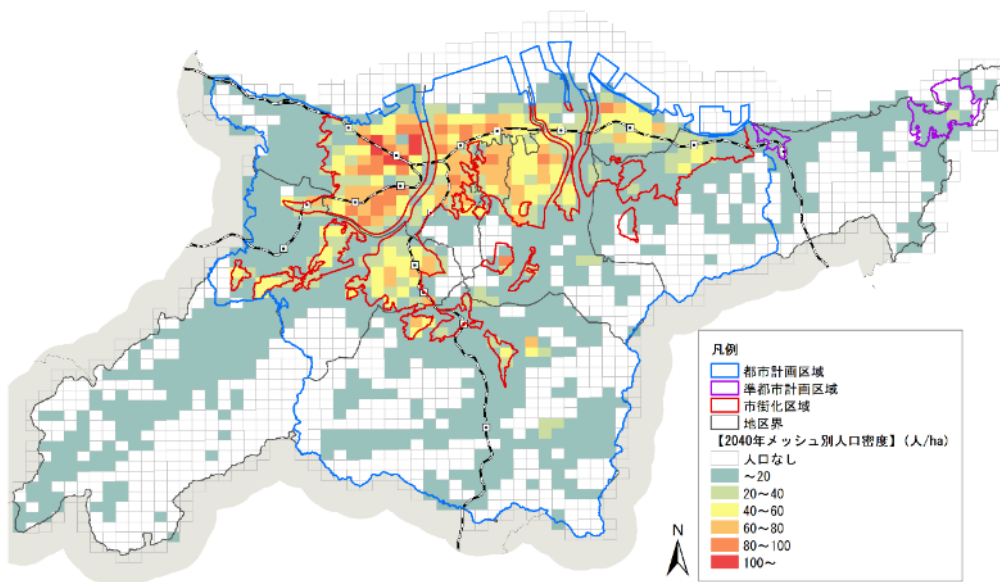 凡例
都市計画区域
準都市計画区域
市街化区域
地区界
【2040年メッシュ別人口密度】(人/ha)
人口なし
~20
20~40
40~60
60~80
80~100
100~
N